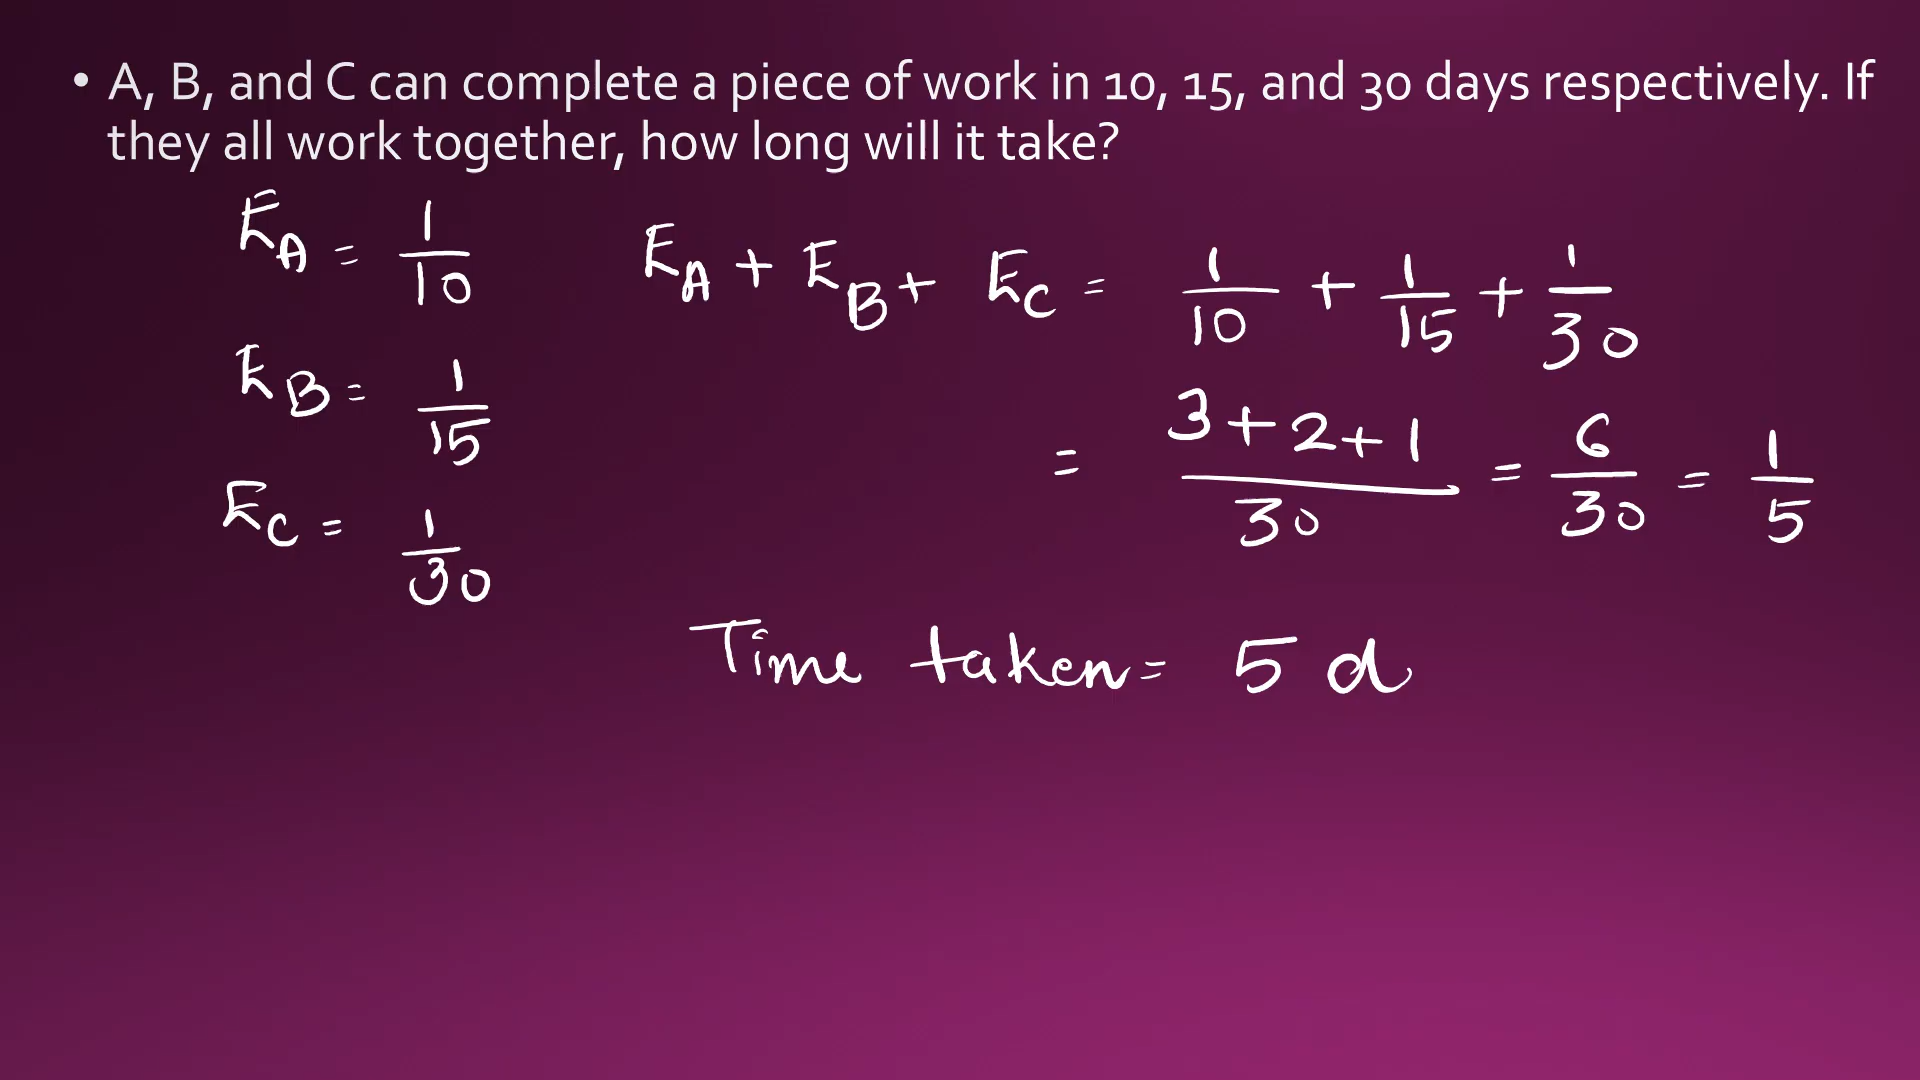 • A, B, and C can complete a piece of work in 10, 15, and 30 days respectively. If
they all work together, how long will it take?
E_A = 1/10
E_B = 1/15
E_C = 1/30
E_A + E_B + E_C = 1/10 + 1/15 + 1/30
= (3+2+1)/30 = 6/30 = 1/5
Time taken = 5 d